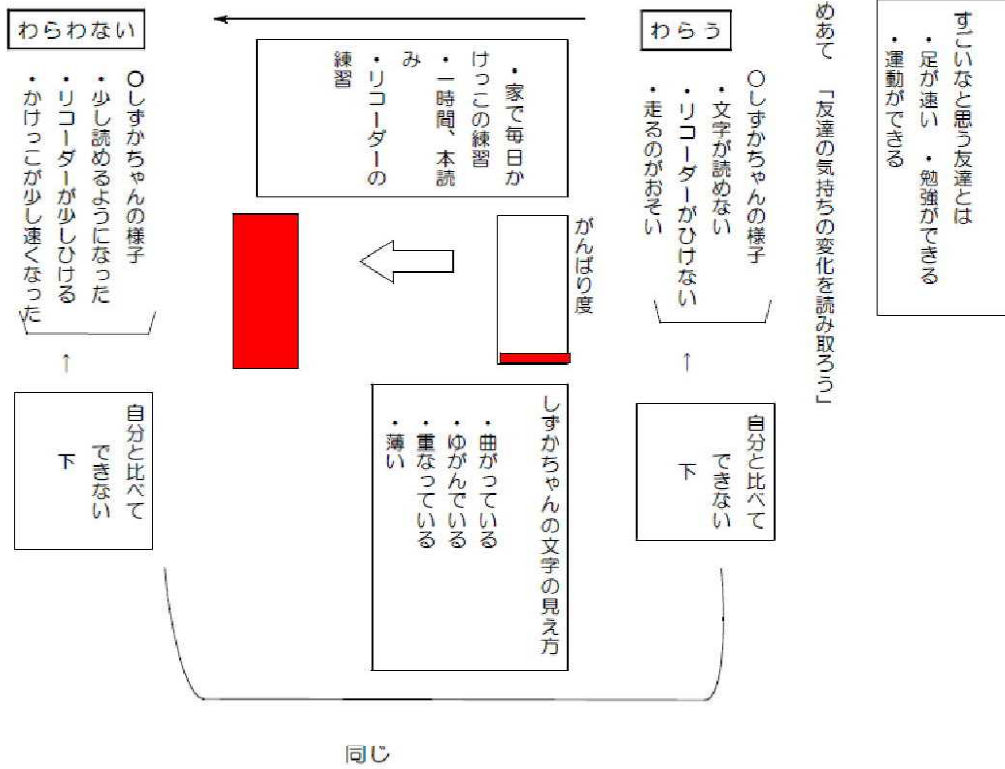 すごいなと思う友達とは
・足が速い ・勉強ができる
・運動ができる
めあて 「友達の気持ちの変化を読み取ろう」
わらう
〇しずかちゃんの様子
・文字が読めない
・リコーダーがひけない
・走るのがおそい
↑
自分と比べて
できない
下
がんばり度
・家で毎日か
けっこの練習
・一時間、本読
み
・リコーダーの
練習
しずかちゃんの文字の見え方
・曲がっている
・ゆがんでいる
・重なっている
・薄い
わらわない
〇しずかちゃんの様子
・少し読めるようになった
・リコーダーが少しひける
・かけっこが少し速くなった
↑
自分と比べて
できない
下
同じ